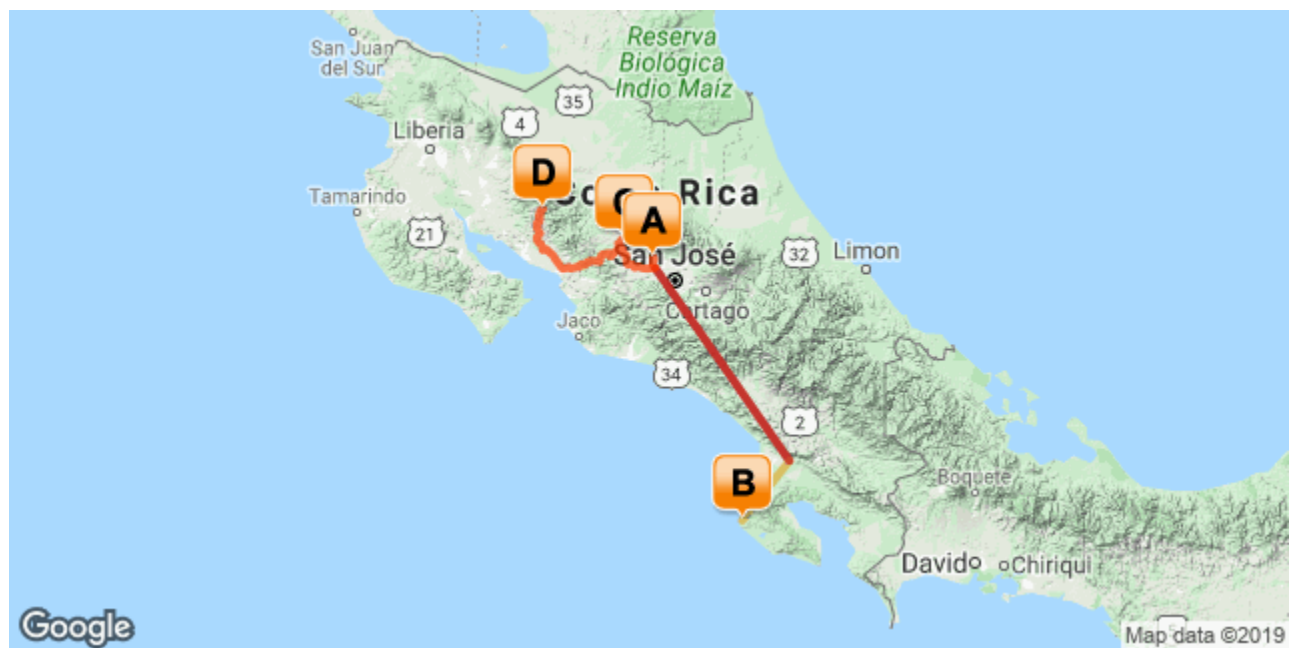 San Juan
del Sur
Reserva
Biológica
Indio Maíz
35
4
Liberia
D
C
A
Rica
Tamarindo
21
San José
32
Limon
Cartago
Jaco
34
2
B
Boquete
David
Chiriqui
Google
Map data ©2019